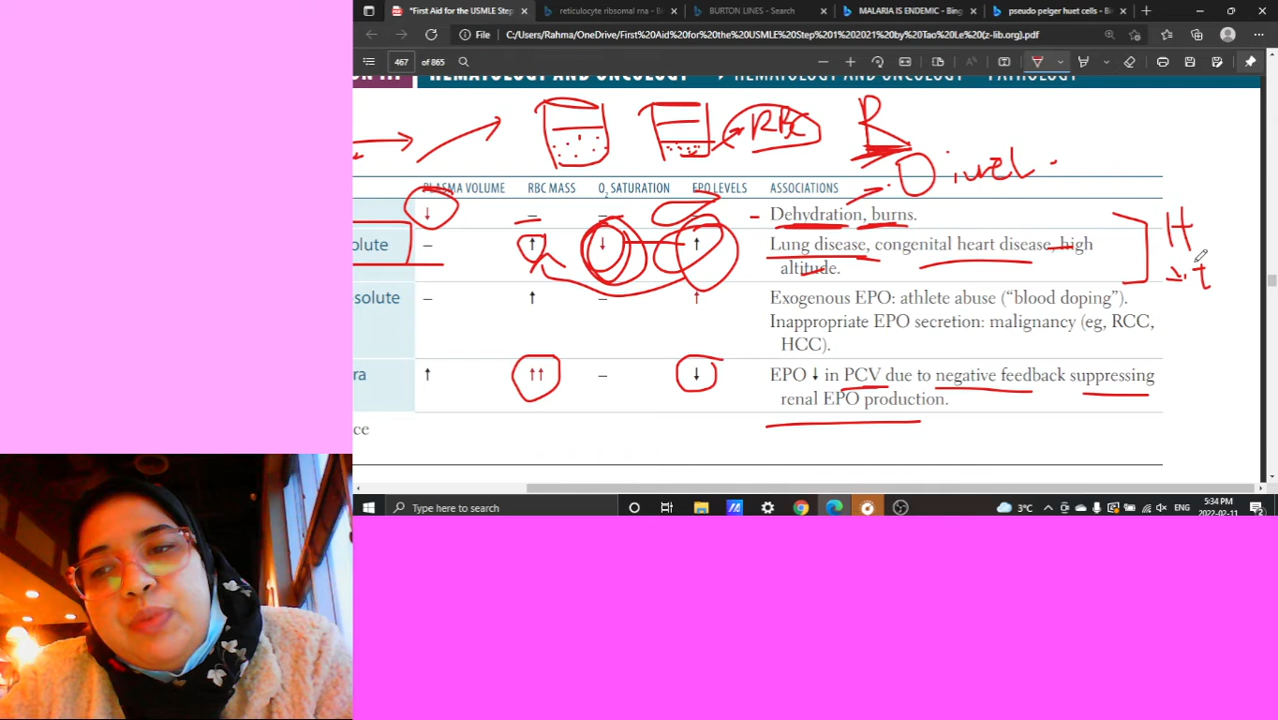 *First Aid for the USMLE Step
reticulocyte ribsomal rna - B
BURTON LINES - Search
MALARIA IS ENDEMIC - Bin
pseudo pelger huet cells - B
File
C:/Users/Rahma/OneDrive/First%20Aid%20for%20the%20USMLE%20Step%201%202021%20by%20Tao%20Le%20(z-lib.org).pdf
467 of 865
HEMATOLOGY AND ONCOLOGY
HEMATOLOGY AND ONCOLOGY – PATHOLOGY
RBC
R
PLASMA VOLUME RBC MASS O2 SATURATION EPO LEVELS ASSOCIATIONS
↓ – – – Dehydration, burns.
olute – ↑ ↓ ↑ Lung disease, congenital heart disease, high
altitude.
H
solute – ↑ – ↑ Exogenous EPO: athlete abuse (“blood doping”).
Inappropriate EPO secretion: malignancy (eg, RCC,
HCC).
ra ↑ ↑↑ – ↓ EPO ↓ in PCV due to negative feedback suppressing
renal EPO production.
ce
Type here to search
3°C
ENG
5:34 PM
2022-02-11